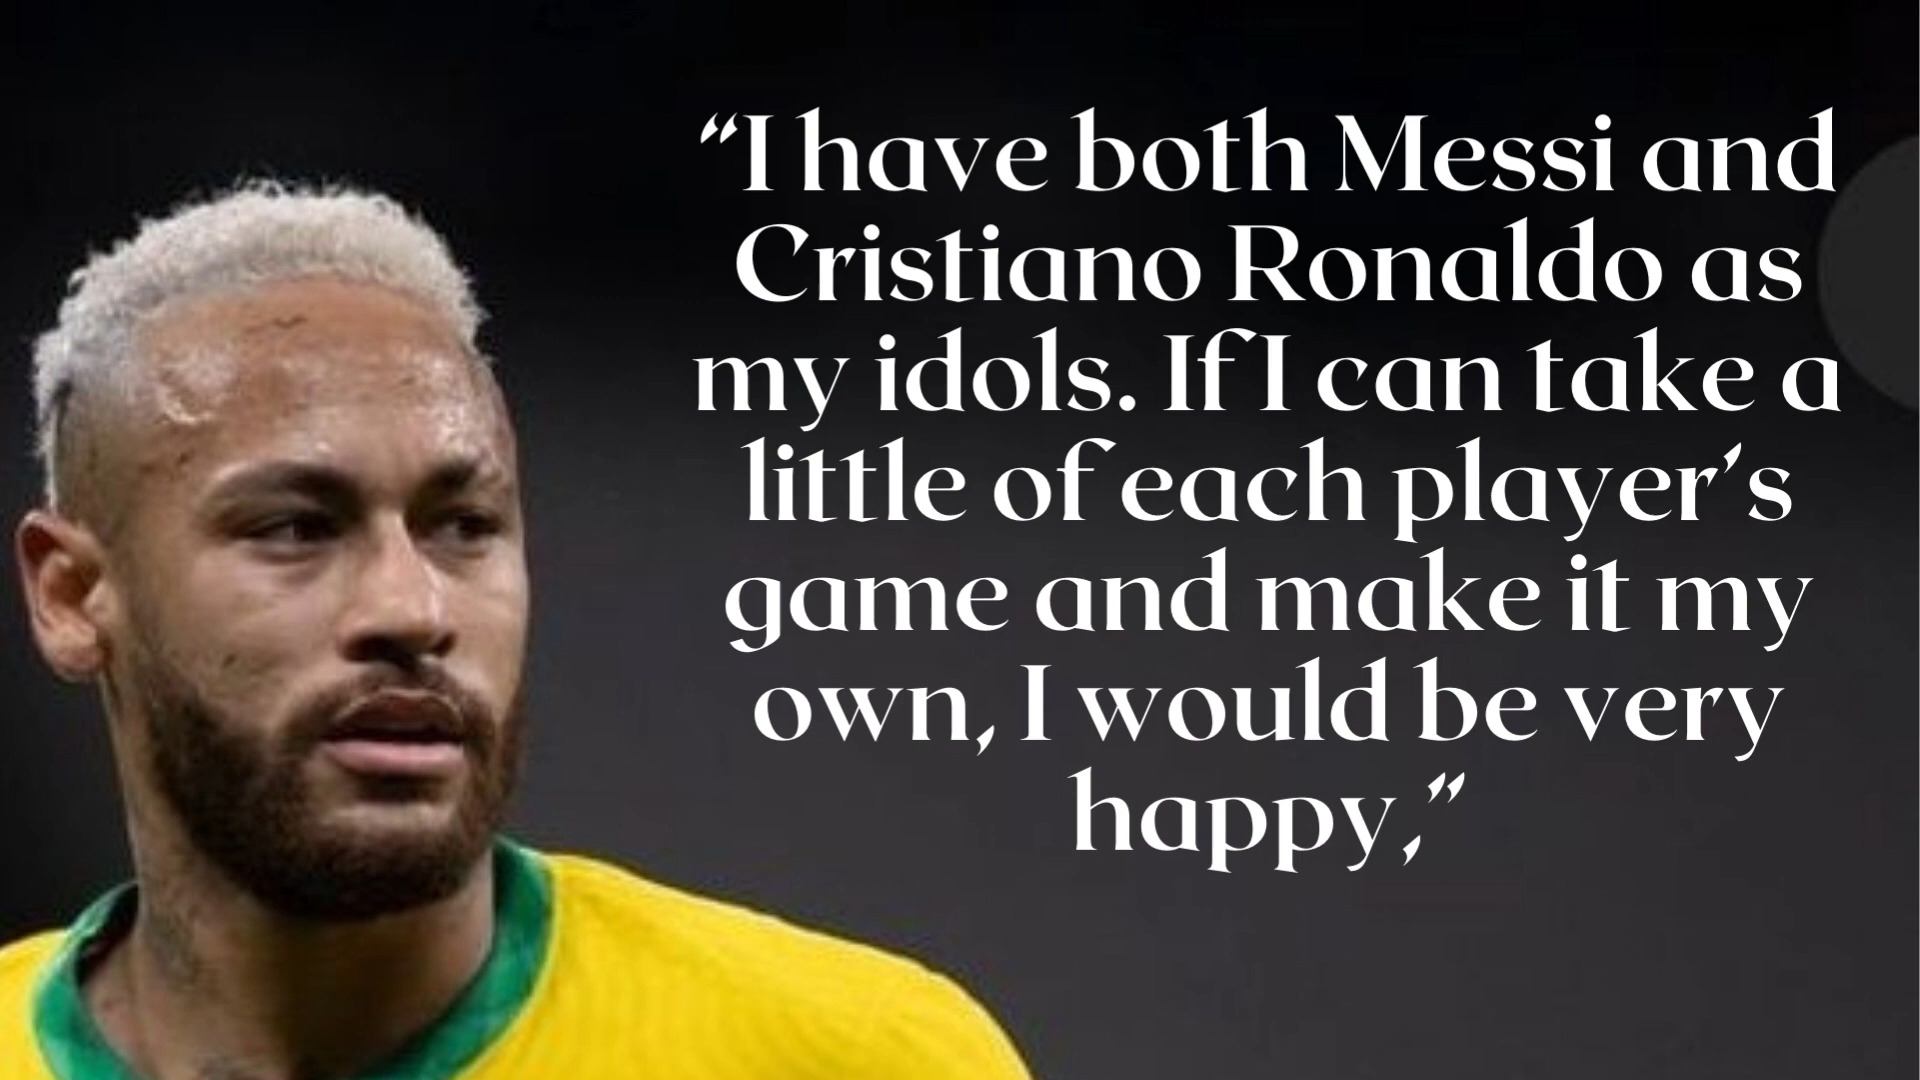 “I have both Messi and
Cristiano Ronaldo as
my idols. If I can take a
little of each player’s
game and make it my
own, I would be very
happy,”